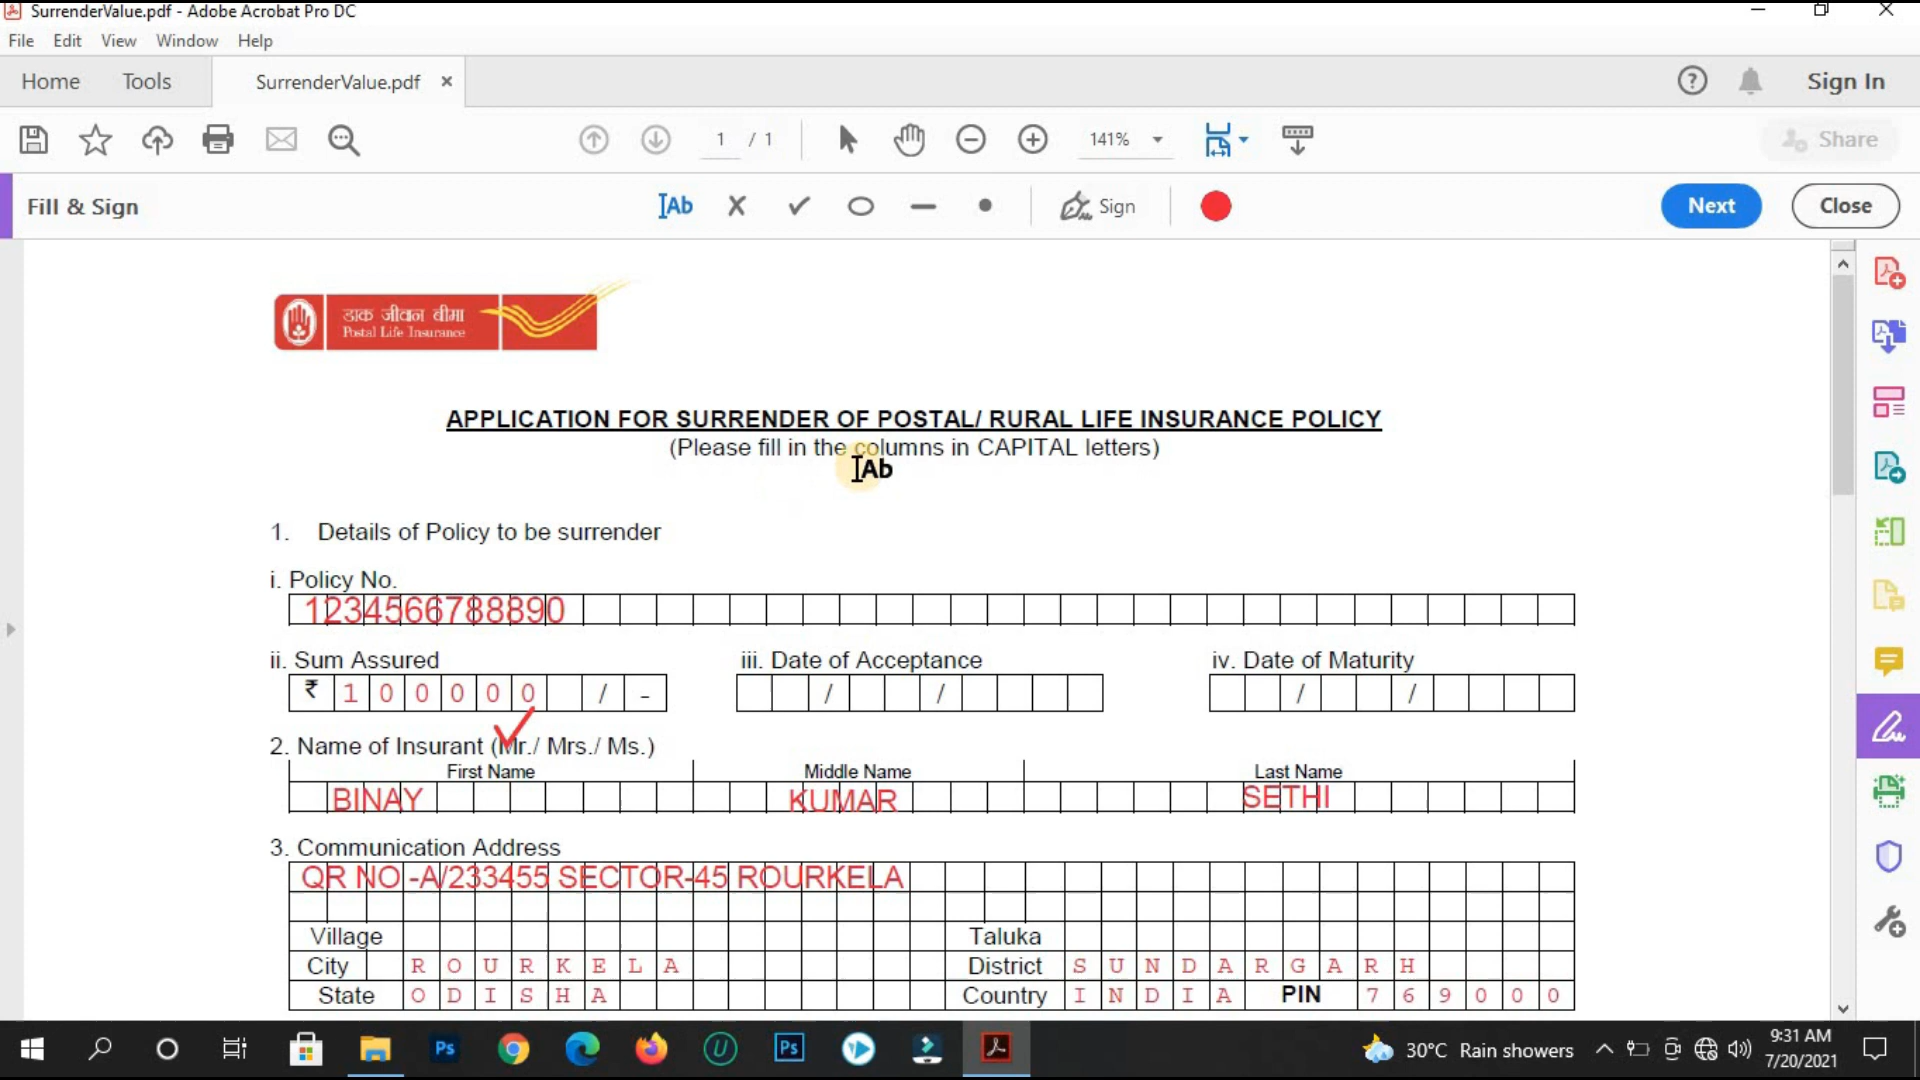 SurrenderValue.pdf - Adobe Acrobat Pro DC
File Edit View Window Help
Home Tools SurrenderValue.pdf × ? Sign In
1 / 1 141% Share
Fill & Sign IAb Sign Next Close
डाक जीवन बीमा
Postal Life Insurance
APPLICATION FOR SURRENDER OF POSTAL/ RURAL LIFE INSURANCE POLICY
(Please fill in the columns in CAPITAL letters)
IAb
1. Details of Policy to be surrender
i. Policy No.
1234566788890
ii. Sum Assured iii. Date of Acceptance iv. Date of Maturity
₹ 1 0 0 0 0 0 / - / / / /
2. Name of Insurant (Mr./ Mrs./ Ms.)
First Name Middle Name Last Name
BINAY KUMAR SETHI
3. Communication Address
QR NO -A/233455 SECTOR-45 ROURKELA
Village Taluka
City R O U R K E L A District S U N D A R G A R H
State O D I S H A Country I N D I A PIN 7 6 9 0 0 0
Ps U Ps 30°C Rain showers 9:31 AM
7/20/2021